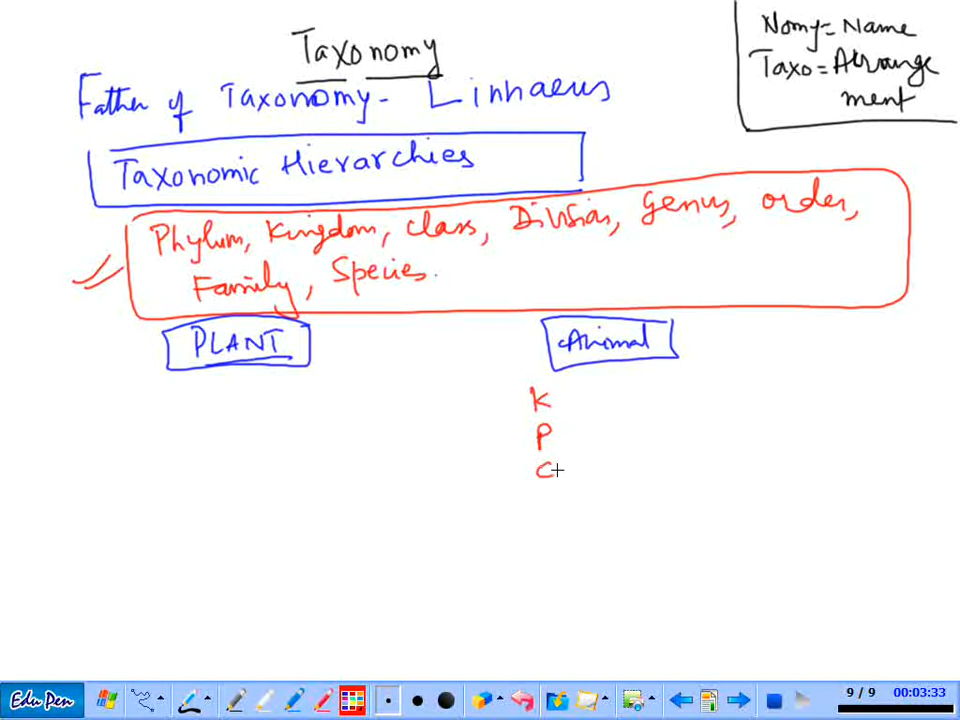 Taxonomy
Nomy = Name
Taxo = Arrange
ment
Father of Taxonomy - Linnaeus
Taxonomic Hierarchies
Phylum, Kingdom, class, Division, Genus, order,
Family, Species.
PLANT
Animal
K
P
C
Edu Pen
9 / 9
00:03:33